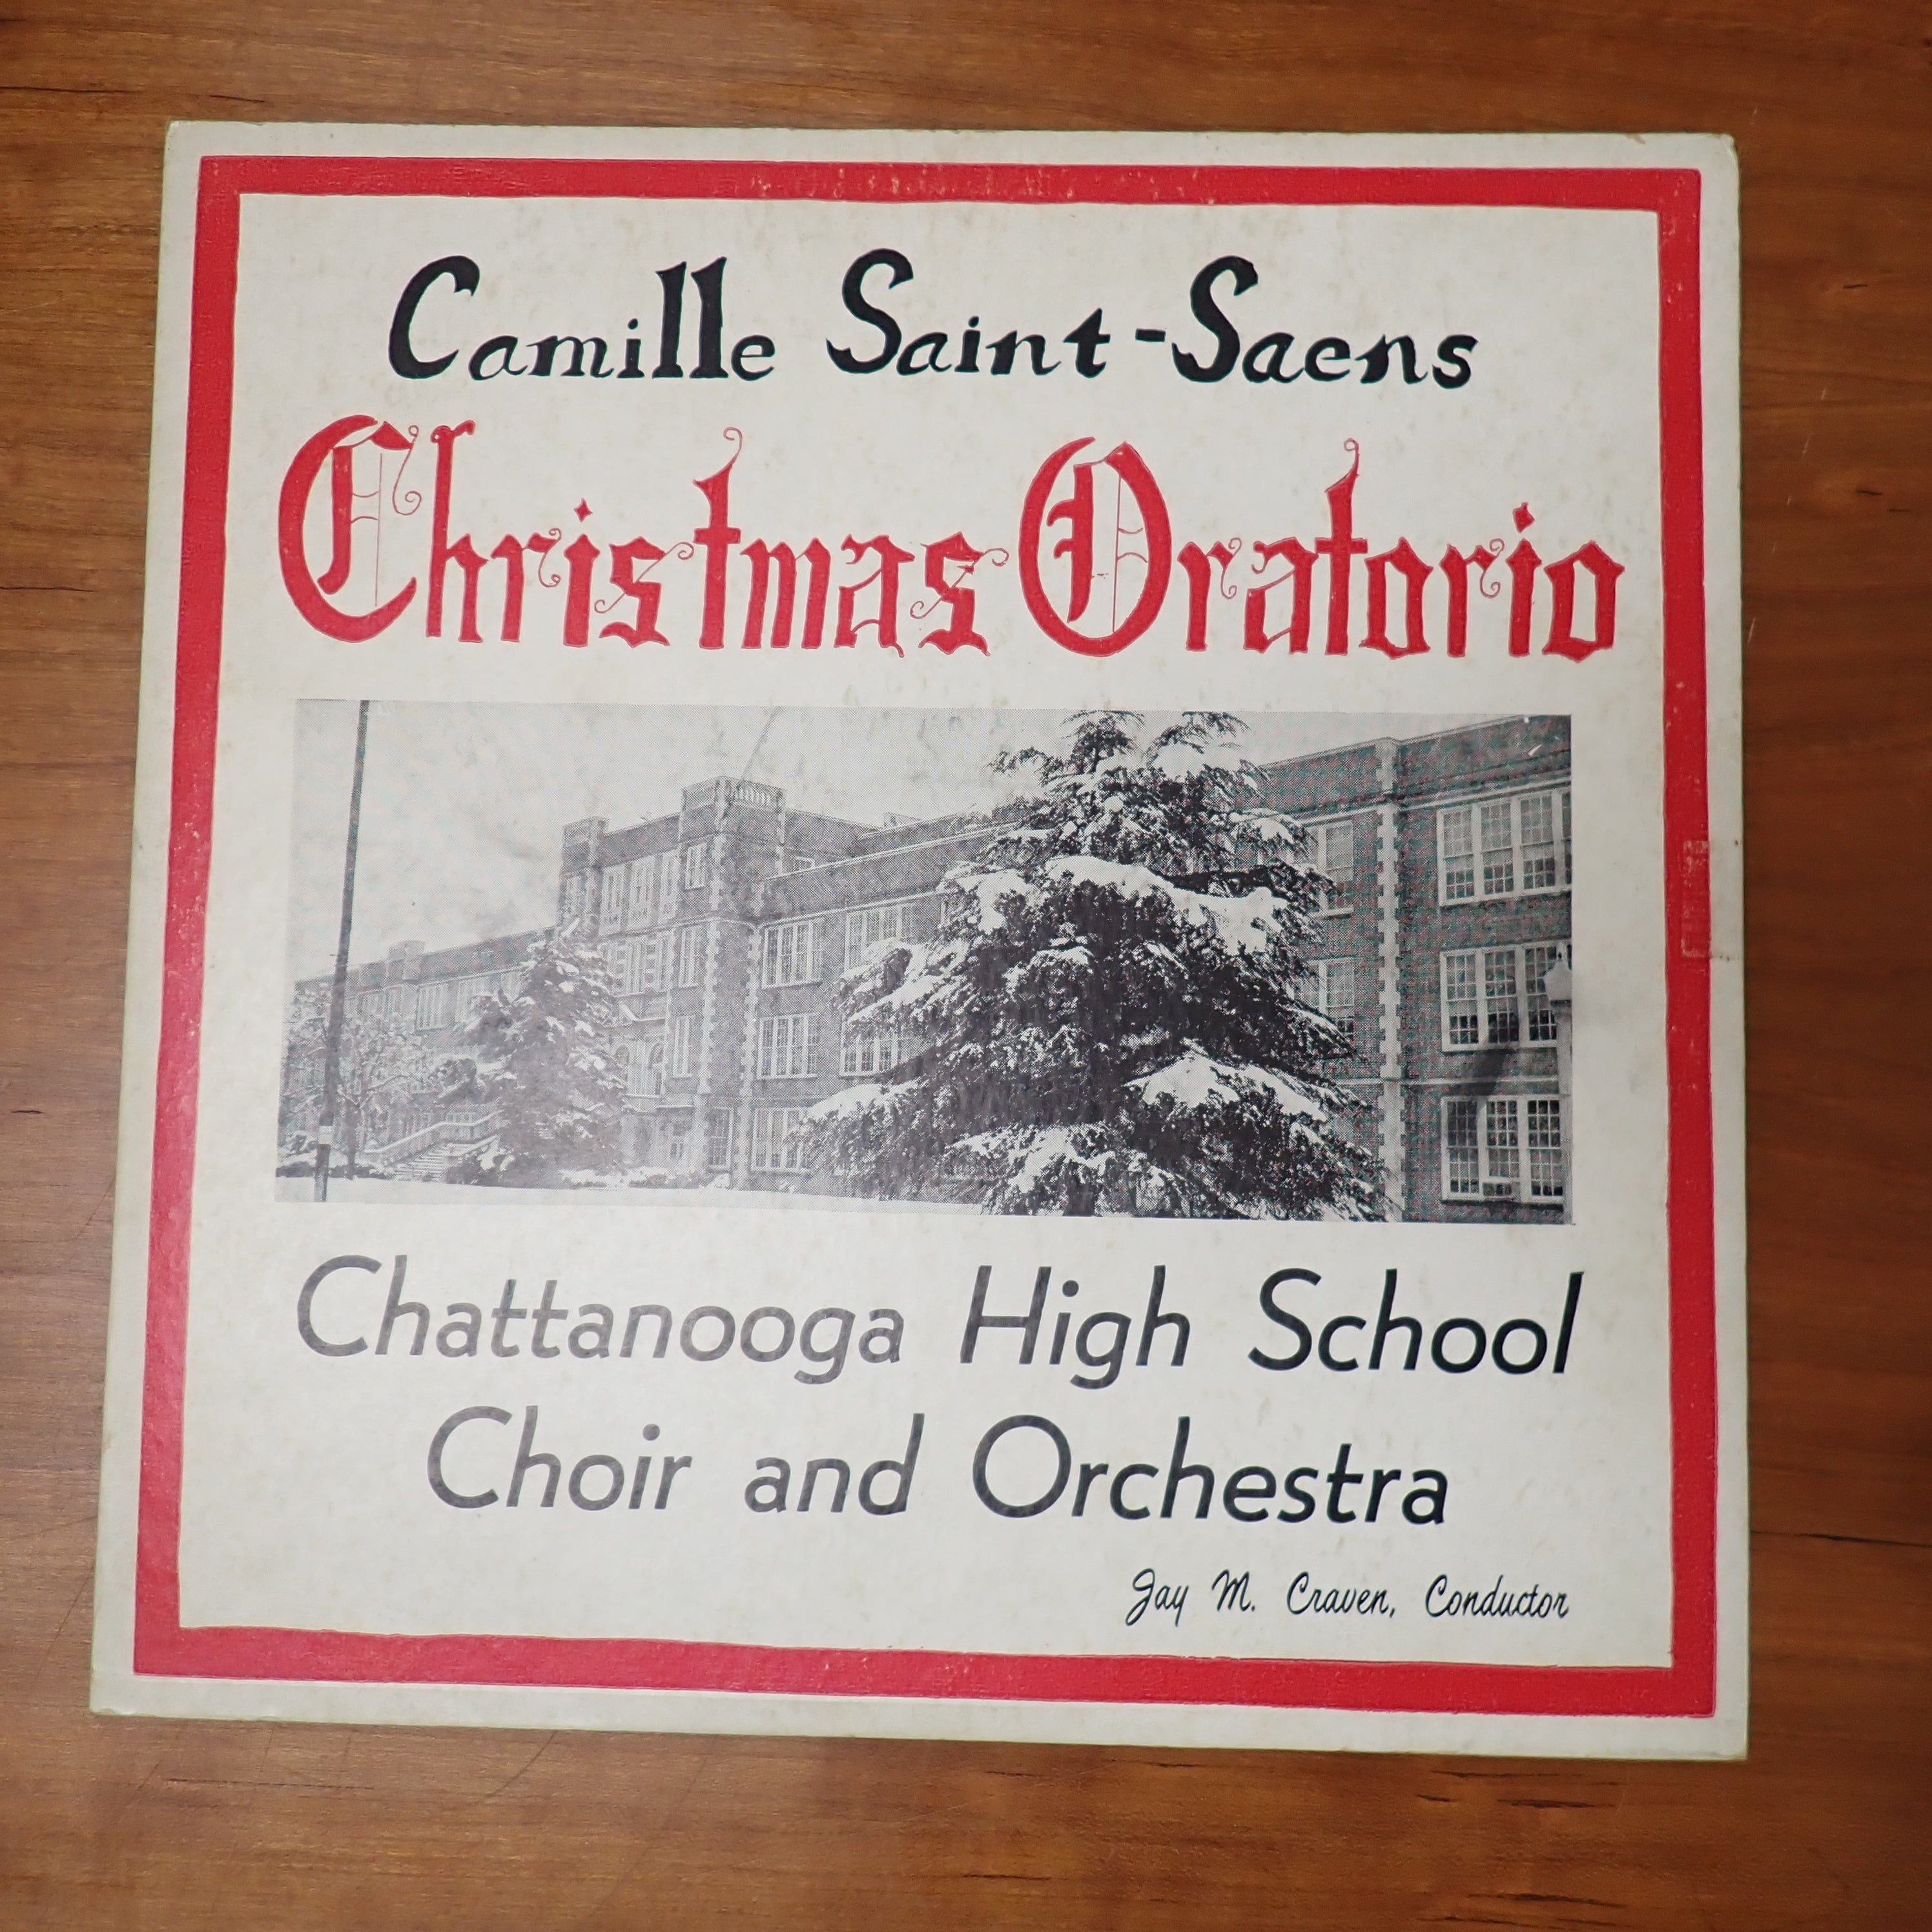 Camille Saint-Saens
Christmas Oratorio
Chattanooga High School
Choir and Orchestra
Jay M. Craven, Conductor